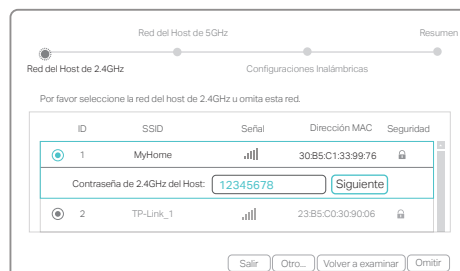 Red del Host de 5GHz Resumen
Red del Host de 2.4GHz Configuraciones Inalámbricas
Por favor seleccione la red del host de 2.4GHz u omita esta red.
ID SSID Señal Dirección MAC Seguridad
1 MyHome 30:B5:C1:33:99:76
Contraseña de 2.4GHz del Host: 12345678 Siguiente
2 TP-Link_1 23:B5:C0:30:90:06
Salir Otro... Volver a examinar Omitir